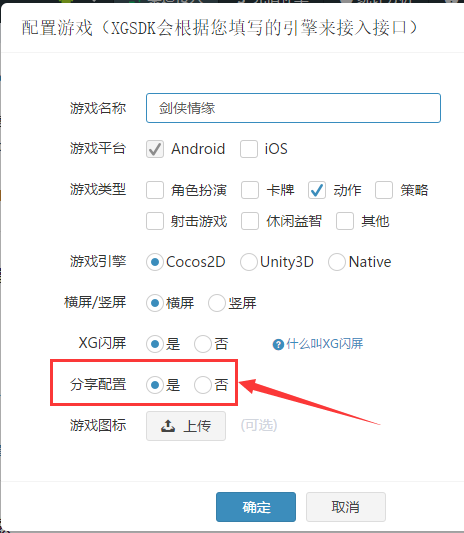 配置游戏（XGSDK会根据您填写的引擎来接入接口）
游戏名称 剑侠情缘
游戏平台 Android iOS
游戏类型 角色扮演 卡牌 动作 策略
射击游戏 休闲益智 其他
游戏引擎 Cocos2D Unity3D Native
横屏/竖屏 横屏 竖屏
XG闪屏 是 否 什么叫XG闪屏
分享配置 是 否
游戏图标 上传 (可选)
确定 取消